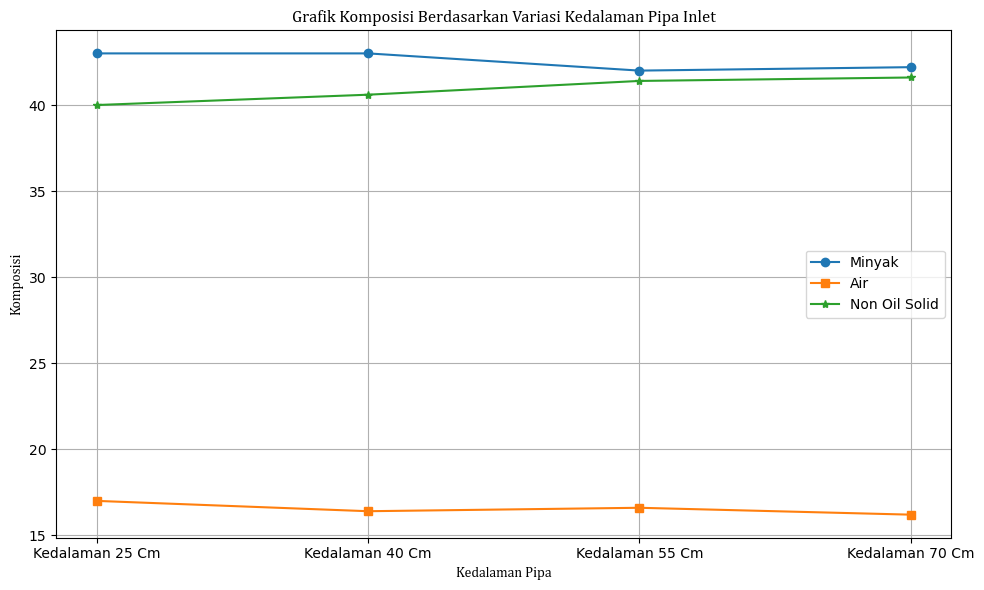 Grafik Komposisi Berdasarkan Variasi Kedalaman Pipa Inlet
Komposisi
40
35
30
25
20
15
Minyak
Air
Non Oil Solid
Kedalaman 25 Cm
Kedalaman 40 Cm
Kedalaman 55 Cm
Kedalaman 70 Cm
Kedalaman Pipa